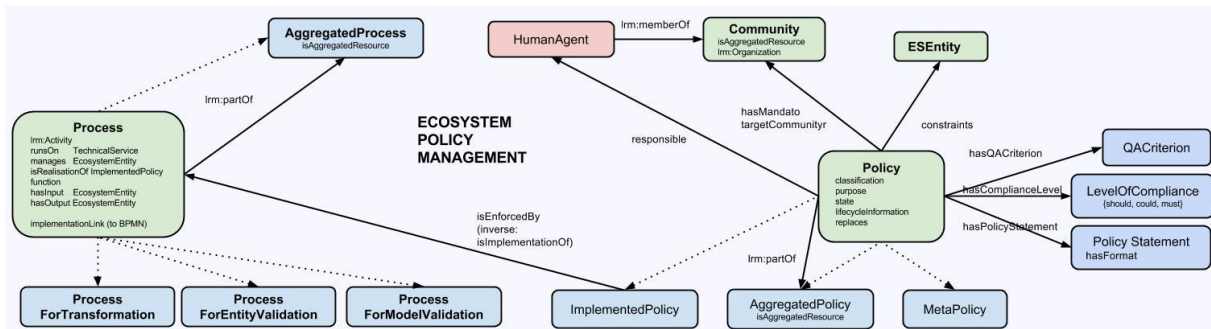 AggregatedProcess
isAggregatedResource
HumanAgent
lrm:memberOf
Community
isAggregatedResource
lrm:Organization
ESEntity
lrm:partOf
Process
lrm:Activity
runsOn TechnicalService
manages EcosystemEntity
isRealisationOf ImplementedPolicy
function
hasInput EcosystemEntity
hasOutput EcosystemEntity
implementationLink (to BPMN)
ECOSYSTEM
POLICY
MANAGEMENT
responsible
hasMandato
targetCommunityr
constraints
Policy
classification
purpose
state
lifecycleInformation
replaces
hasQACriterion
QACriterion
hasComplianceLevel
LevelOfCompliance
{should, could, must}
hasPolicyStatement
Policy Statement
hasFormat
isEnforcedBy
(inverse:
isImplementationOf)
lrm:partOf
Process
ForTransformation
Process
ForEntityValidation
Process
ForModelValidation
ImplementedPolicy
AggregatedPolicy
isAggregatedResource
MetaPolicy